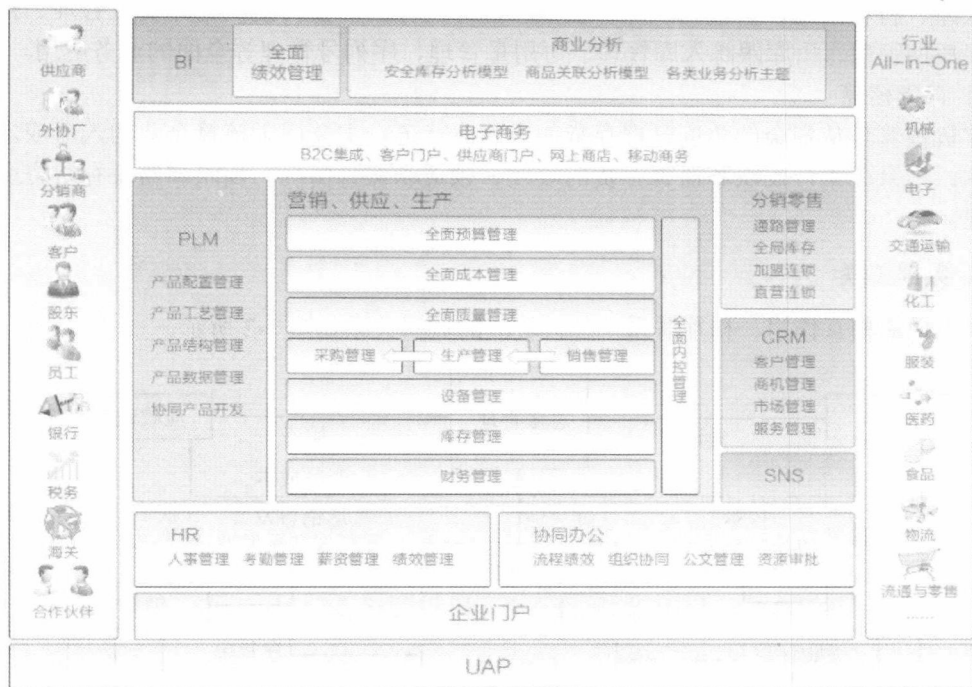 供应商
外协厂
分销商
客户
股东
员工
银行
税务
海关
合作伙伴
BI
全面
绩效管理
商业分析
安全库存分析模型 商品关联分析模型 各类业务分析主题
电子商务
B2C集成、客户门户、供应商门户、网上商店、移动商务
PLM
产品配置管理
产品工艺管理
产品结构管理
产品数据管理
协同产品开发
营销、供应、生产
全面预算管理
全面成本管理
全面质量管理
采购管理 生产管理 销售管理
设备管理
库存管理
财务管理
全面内控管理
分销零售
通路管理
全局库存
加盟连锁
直营连锁
CRM
客户管理
商机管理
市场管理
服务管理
SNS
HR
人事管理 考勤管理 薪资管理 绩效管理
协同办公
流程绩效 组织协同 公文管理 资源审批
企业门户
行业
All-in-One
机械
电子
交通运输
化工
服装
医药
食品
物流
流通与零售
……
UAP